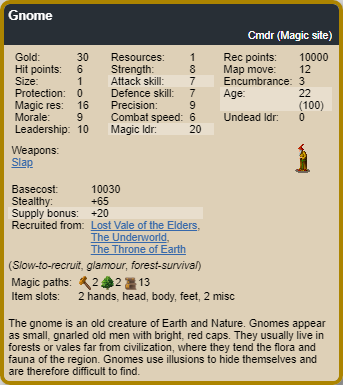 Gnome
Cmdr (Magic site)
Gold: 30 Resources: 1 Rec points: 10000
Hit points: 6 Strength: 8 Map move: 12
Size: 1 Attack skill: 7 Encumbrance: 3
Protection: 0 Defence skill: 7 Age: 22
Magic res: 16 Precision: 9 (100)
Morale: 9 Combat speed: 6 Undead ldr: 0
Leadership: 10 Magic ldr: 20
Weapons:
Slap
Basecost: 10030
Stealthy: +65
Supply bonus: +20
Recruited from: Lost Vale of the Elders,
The Underworld,
The Throne of Earth
(Slow-to-recruit, glamour, forest-survival)
Magic paths: 2 2 13
Item slots: 2 hands, head, body, feet, 2 misc
The gnome is an old creature of Earth and Nature. Gnomes appear
as small, gnarled old men with bright, red caps. They usually live in
forests or vales far from civilization, where they tend the flora and
fauna of the region. Gnomes use illusions to hide themselves and
are therefore difficult to find.